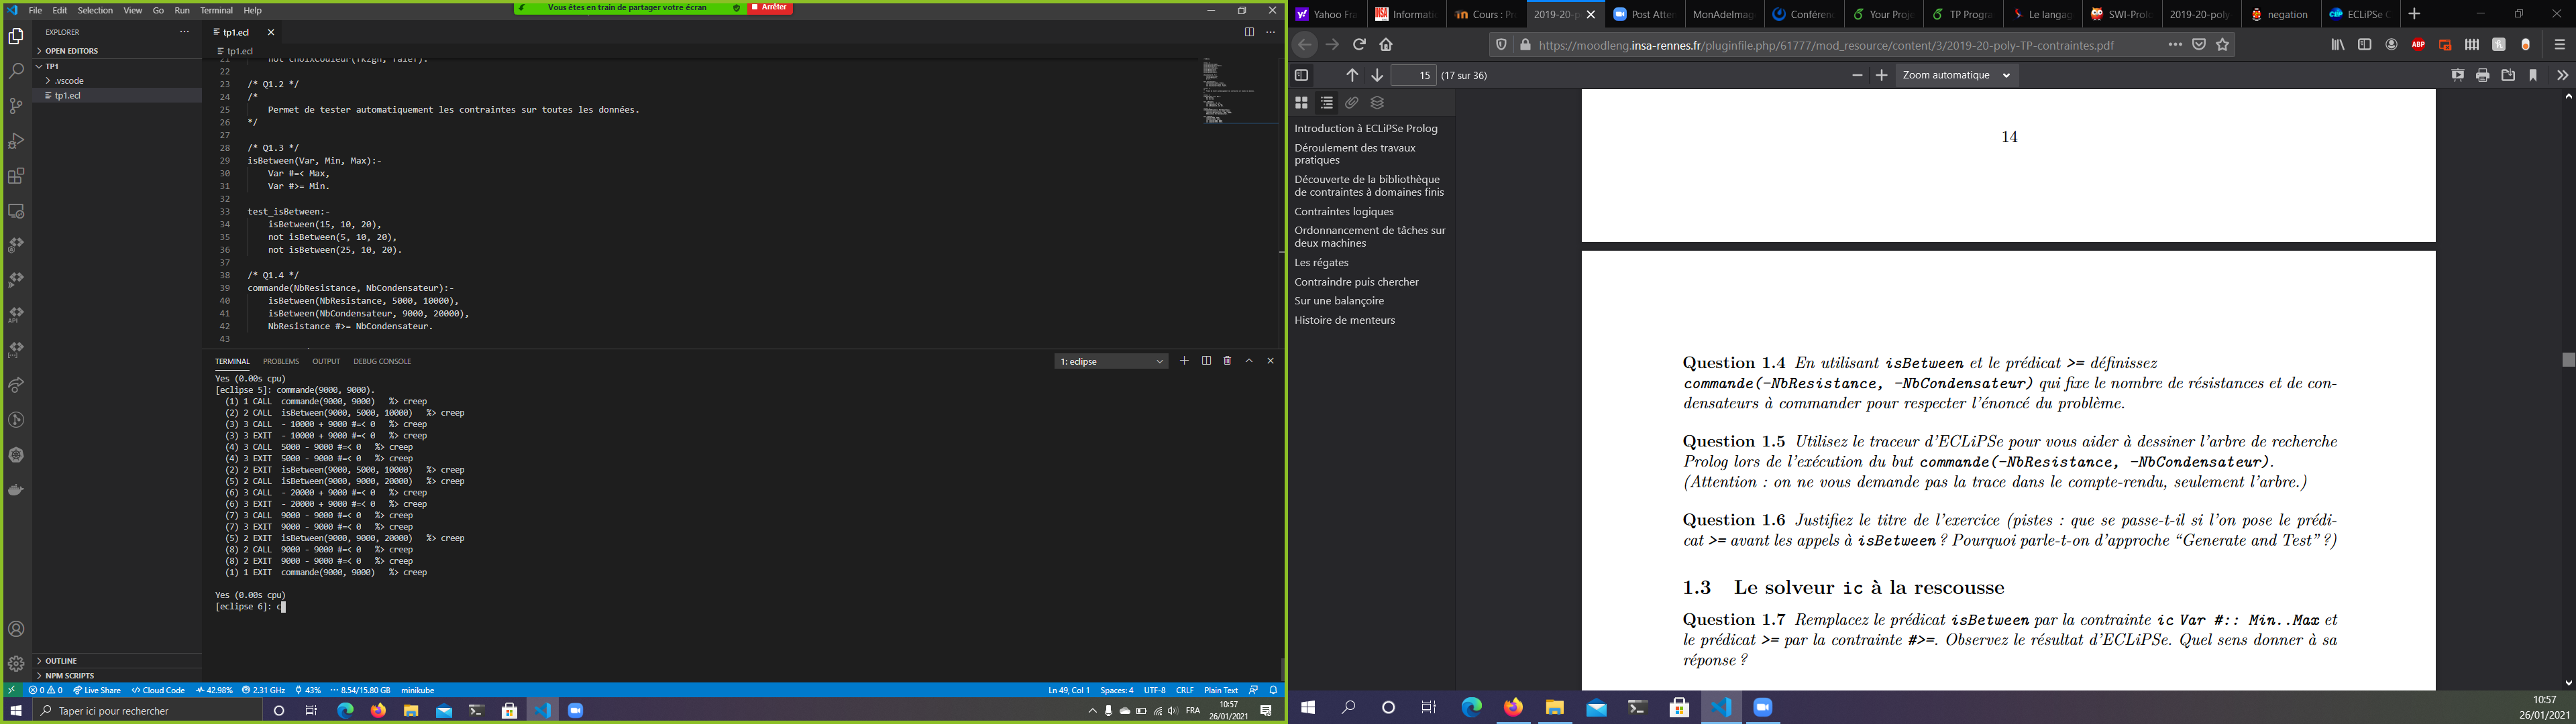 File Edit Selection View Go Run Terminal Help
Vous êtes en train de partager votre écran
Arrêter
EXPLORER
OPEN EDITORS
TP1
.vscode
tp1.ecl
OUTLINE
NPM SCRIPTS
tp1.ecl
tp1.ecl
22
23 /* Q1.2 */
24 /*
25 Permet de tester automatiquement les contraintes sur toutes les données.
26 */
27
28 /* Q1.3 */
29 isBetween(Var, Min, Max):-
30 Var #=< Max,
31 Var #>= Min.
32
33 test_isBetween:-
34 isBetween(15, 10, 20),
35 not isBetween(5, 10, 20),
36 not isBetween(25, 10, 20).
37
38 /* Q1.4 */
39 commande(NbResistance, NbCondensateur):-
40 isBetween(NbResistance, 5000, 10000),
41 isBetween(NbCondensateur, 9000, 20000),
42 NbResistance #>= NbCondensateur.
43
TERMINAL PROBLEMS OUTPUT DEBUG CONSOLE
1: eclipse
Yes (0.00s cpu)
[eclipse 5]: commande(9000, 9000).
(1) 1 CALL commande(9000, 9000) %> creep
(2) 2 CALL isBetween(9000, 5000, 10000) %> creep
(3) 3 CALL - 10000 + 9000 #=< 0 %> creep
(3) 3 EXIT - 10000 + 9000 #=< 0 %> creep
(4) 3 CALL 5000 - 9000 #=< 0 %> creep
(4) 3 EXIT 5000 - 9000 #=< 0 %> creep
(2) 2 EXIT isBetween(9000, 5000, 10000) %> creep
(5) 2 CALL isBetween(9000, 9000, 20000) %> creep
(6) 3 CALL - 20000 + 9000 #=< 0 %> creep
(6) 3 EXIT - 20000 + 9000 #=< 0 %> creep
(7) 3 CALL 9000 - 9000 #=< 0 %> creep
(7) 3 EXIT 9000 - 9000 #=< 0 %> creep
(5) 2 EXIT isBetween(9000, 9000, 20000) %> creep
(8) 2 CALL 9000 - 9000 #=< 0 %> creep
(8) 2 EXIT 9000 - 9000 #=< 0 %> creep
(1) 1 EXIT commande(9000, 9000) %> creep
Yes (0.00s cpu)
[eclipse 6]: c
0 0 Live Share Cloud Code 42.98% 2.31 GHz 43% 8.54/15.80 GB minikube
Ln 49, Col 1 Spaces: 4 UTF-8 CRLF Plain Text
Taper ici pour rechercher
FRA
10:57
26/01/2021
Yahoo Fra
Informatic
Cours : Pr
2019-20-p
Post Atten
MonAdeImag
Conféren
Your Proje
TP Progra
Le langag
SWI-Prol
2019-20-poly
negation
ECLiPSe C
https://moodleng.insa-rennes.fr/pluginfile.php/61777/mod_resource/content/3/2019-20-poly-TP-contraintes.pdf
ABP
15 (17 sur 36)
Zoom automatique
Introduction à ECLiPSe Prolog
Déroulement des travaux
pratiques
Découverte de la bibliothèque
de contraintes à domaines finis
Contraintes logiques
Ordonnancement de tâches sur
deux machines
Les régates
Contraindre puis chercher
Sur une balançoire
Histoire de menteurs
14
Question 1.4 En utilisant isBetween et le prédicat >= définissez
commande(-NbResistance, -NbCondensateur) qui fixe le nombre de résistances et de con-
densateurs à commander pour respecter l'énoncé du problème.
Question 1.5 Utilisez le traceur d'ECLiPSe pour vous aider à dessiner l'arbre de recherche
Prolog lors de l'exécution du but commande(-NbResistance, -NbCondensateur).
(Attention : on ne vous demande pas la trace dans le compte-rendu, seulement l'arbre.)
Question 1.6 Justifiez le titre de l'exercice (pistes : que se passe-t-il si l'on pose le prédi-
cat >= avant les appels à isBetween ? Pourquoi parle-t-on d'approche “Generate and Test” ?)
1.3 Le solveur ic à la rescousse
Question 1.7 Remplacez le prédicat isBetween par la contrainte ic Var #:: Min..Max et
le prédicat >= par la contrainte #>=. Observez le résultat d'ECLiPSe. Quel sens donner à sa
réponse ?
10:57
26/01/2021